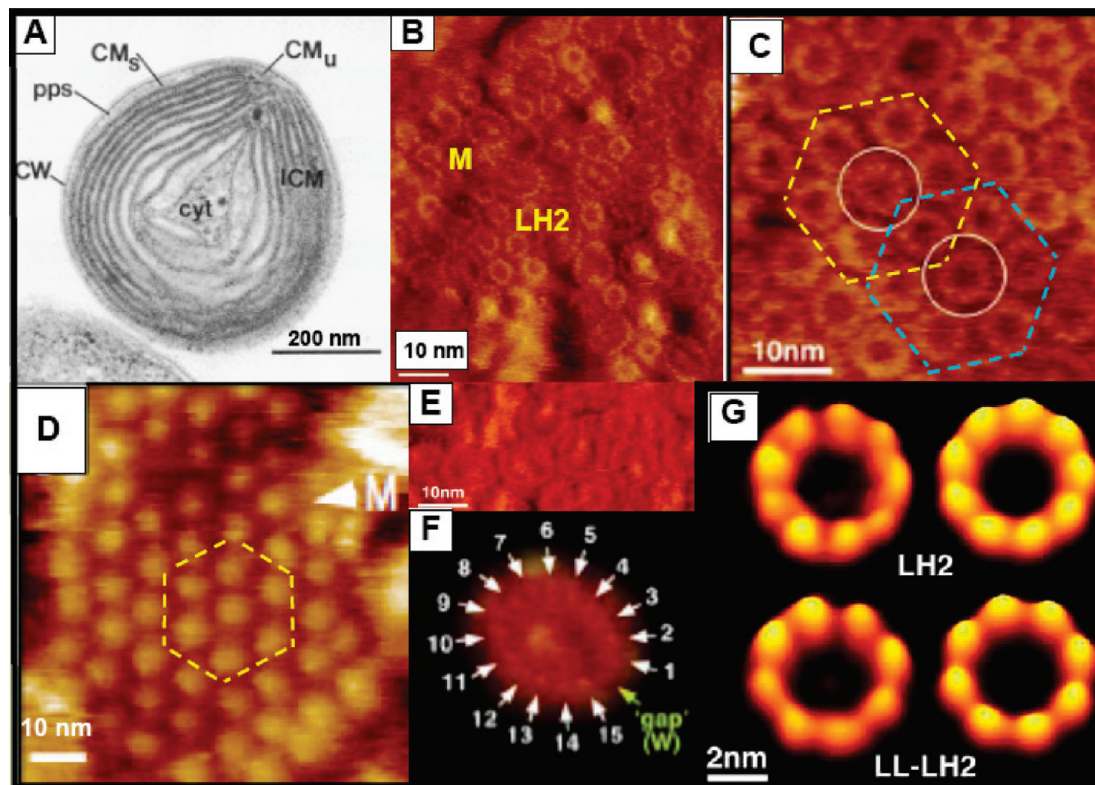 A
CMS
CMu
pps
CW
ICM
cyt
200 nm
B
M
LH2
10 nm
C
10nm
D
M
10 nm
E
10nm
F
1
2
3
4
5
6
7
8
9
10
11
12
13
14
15
'gap'
(W)
G
LH2
LL-LH2
2nm